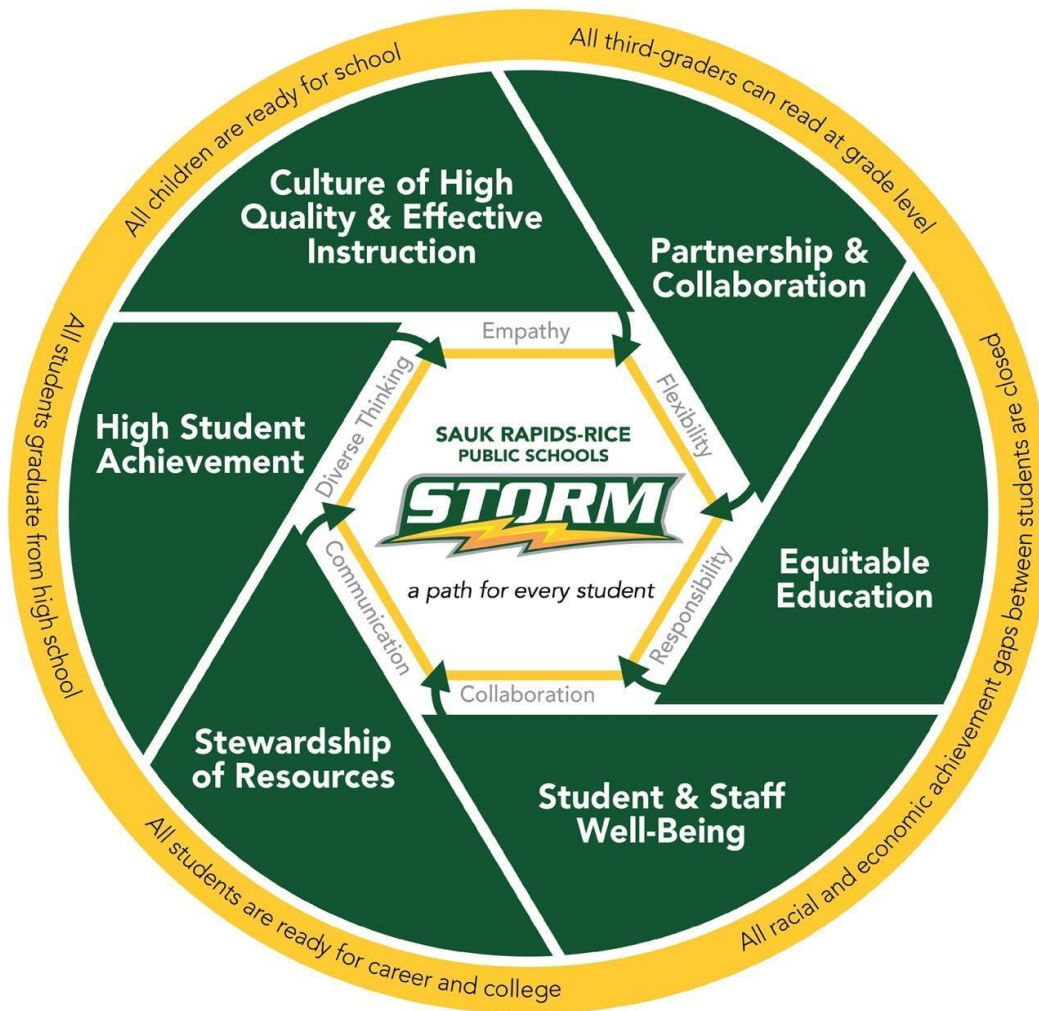 All children are ready for school
All third-graders can read at grade level
All racial and economic achievement gaps between students are closed
All students are ready for career and college
All students graduate from high school
Culture of High
Quality & Effective
Instruction
Partnership &
Collaboration
Equitable
Education
Student & Staff
Well-Being
Stewardship
of Resources
High Student
Achievement
Empathy
Flexibility
Responsibility
Collaboration
Communication
Diverse Thinking
SAUK RAPIDS-RICE
PUBLIC SCHOOLS
STORM
a path for every student